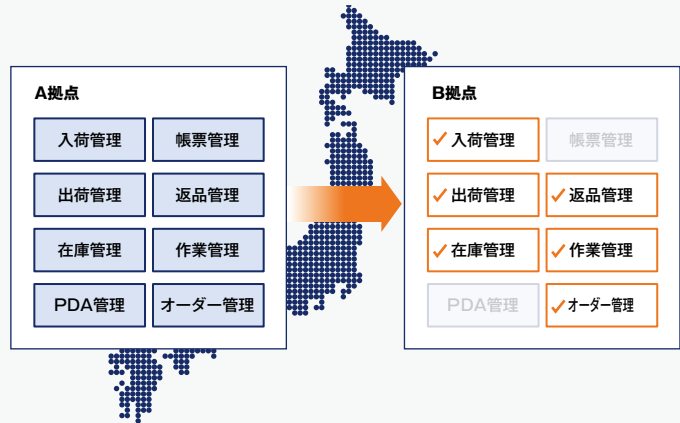 A拠点
入荷管理
帳票管理
出荷管理
返品管理
在庫管理
作業管理
PDA管理
オーダー管理
B拠点
入荷管理
帳票管理
出荷管理
返品管理
在庫管理
作業管理
PDA管理
オーダー管理